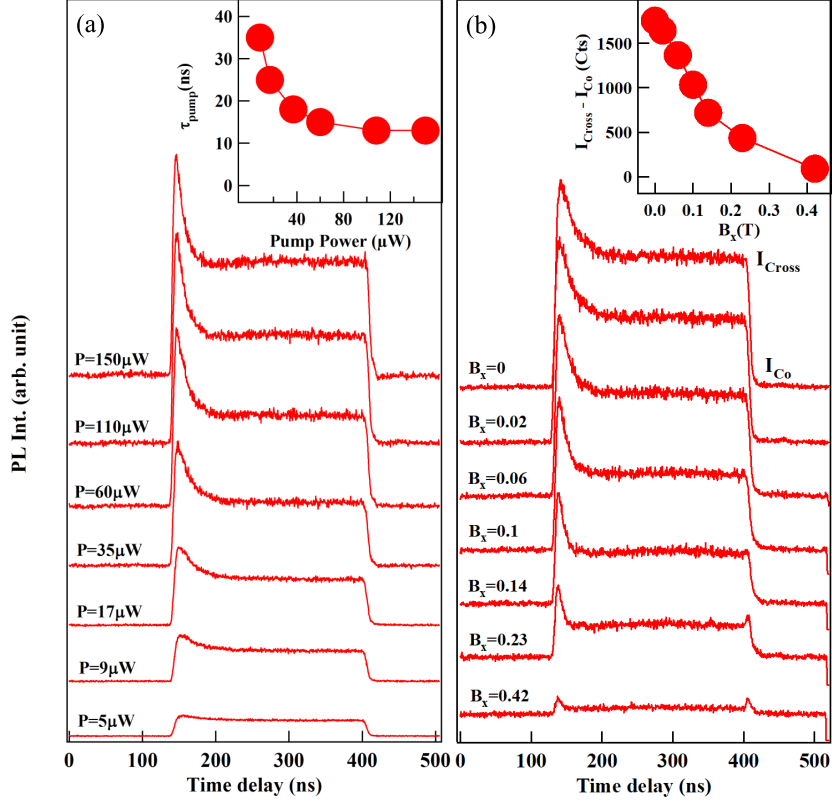 (a)
40
30
20
10
0
τpump(ns)
40
80
120
Pump Power (μW)
P=150μW
P=110μW
P=60μW
P=35μW
P=17μW
P=9μW
P=5μW
0
100
200
300
400
500
Time delay (ns)
PL Int. (arb. unit)
(b)
1500
1000
500
0
ICross - ICo (Cts)
0.0
0.1
0.2
0.3
0.4
Bx(T)
ICross
ICo
Bx=0
Bx=0.02
Bx=0.06
Bx=0.1
Bx=0.14
Bx=0.23
Bx=0.42
0
100
200
300
400
500
Time delay (ns)